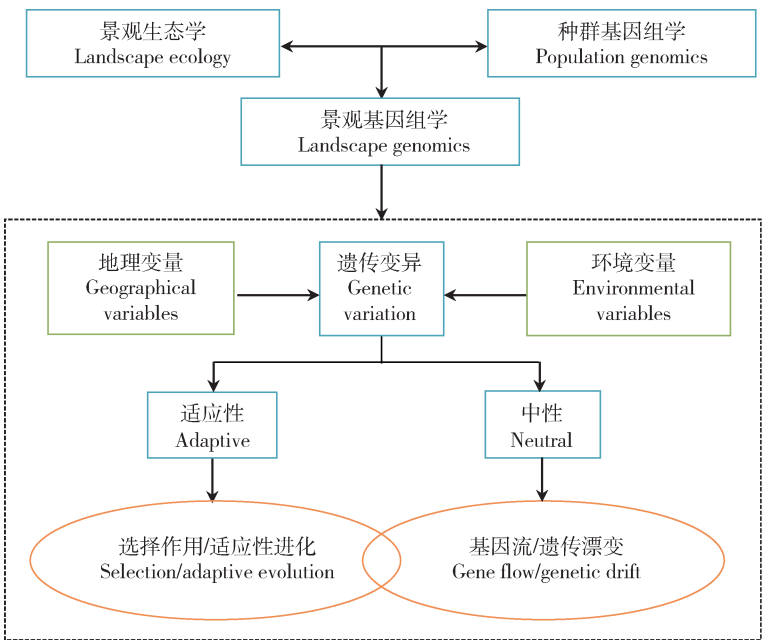 景观生态学
Landscape ecology
种群基因组学
Population genomics
景观基因组学
Landscape genomics
地理变量
Geographical
variables
遗传变异
Genetic
variation
环境变量
Environmental
variables
适应性
Adaptive
中性
Neutral
选择作用/适应性进化
Selection/adaptive evolution
基因流/遗传漂变
Gene flow/genetic drift